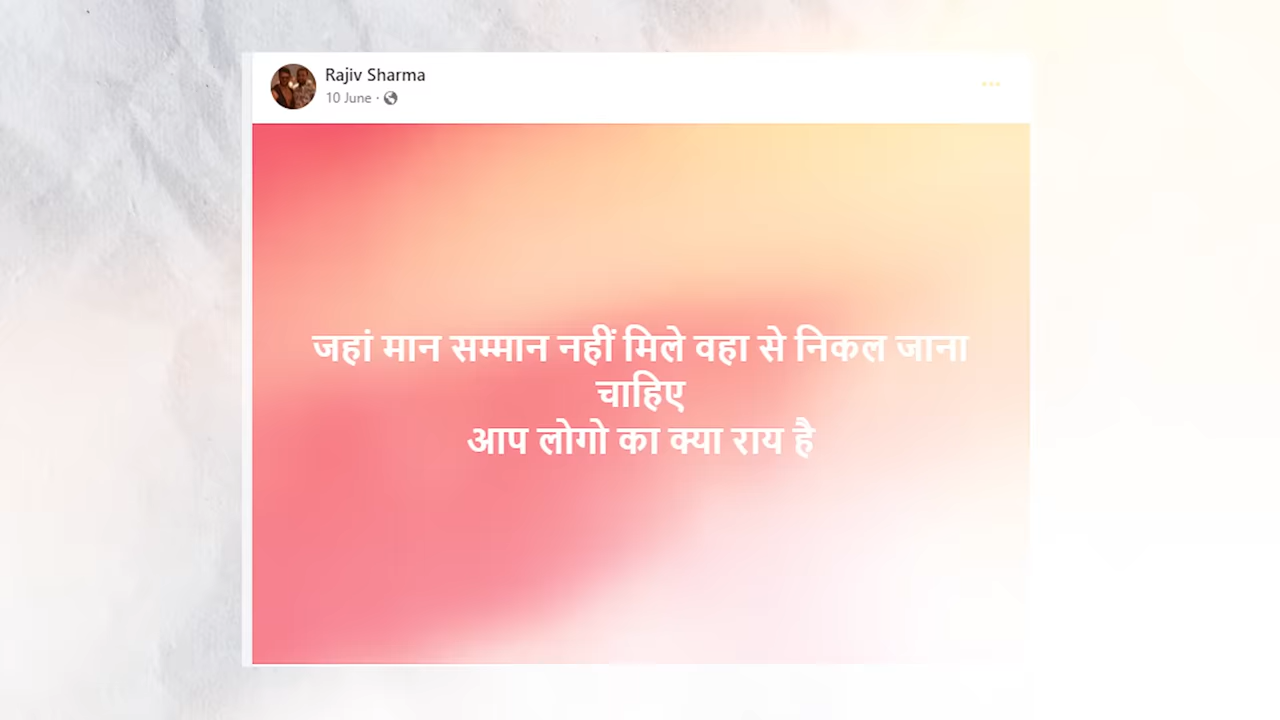 Rajiv Sharma
10 June ·
जहां मान सम्मान नहीं मिले वहा से निकल जाना
चाहिए
आप लोगो का क्या राय है